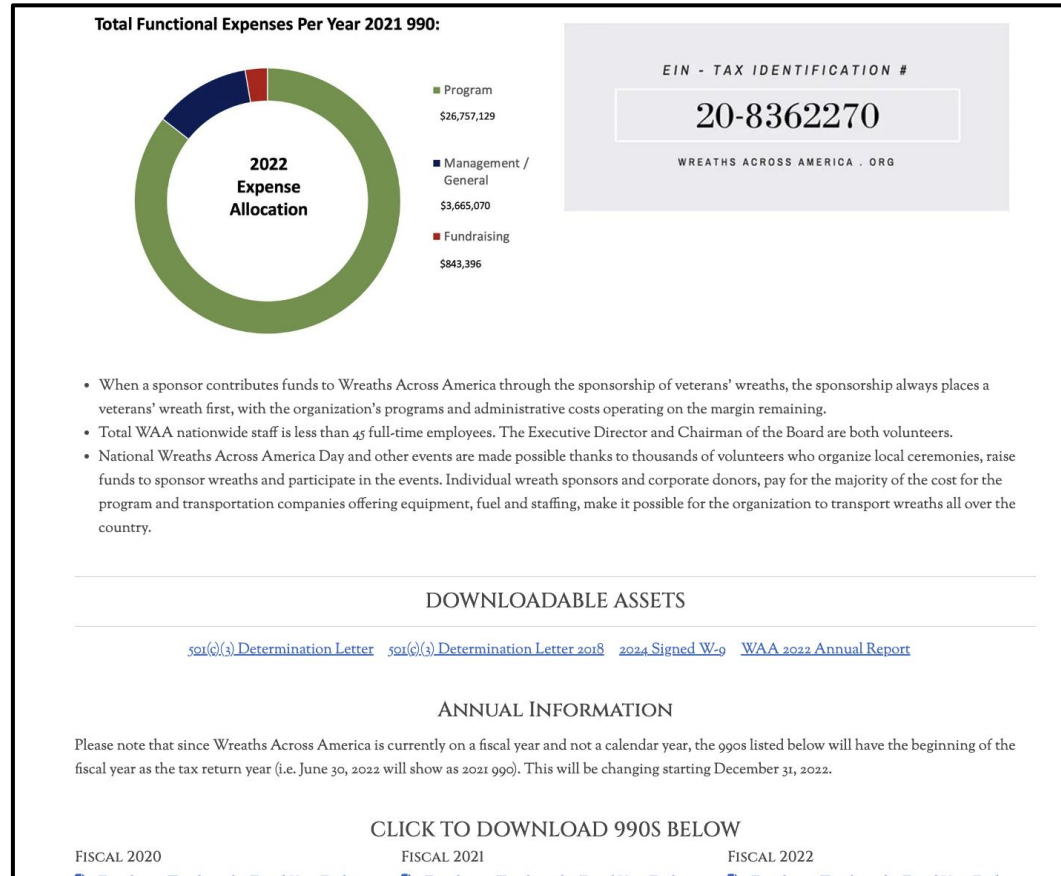 Total Functional Expenses Per Year 2021 990:
2022
Expense
Allocation
Program
$26,757,129
Management /
General
$3,665,070
Fundraising
$843,396
EIN - TAX IDENTIFICATION #
20-8362270
WREATHS ACROSS AMERICA . ORG
• When a sponsor contributes funds to Wreaths Across America through the sponsorship of veterans' wreaths, the sponsorship always places a
veterans' wreath first, with the organization's programs and administrative costs operating on the margin remaining.
• Total WAA nationwide staff is less than 45 full-time employees. The Executive Director and Chairman of the Board are both volunteers.
• National Wreaths Across America Day and other events are made possible thanks to thousands of volunteers who organize local ceremonies, raise
funds to sponsor wreaths and participate in the events. Individual wreath sponsors and corporate donors, pay for the majority of the cost for the
program and transportation companies offering equipment, fuel and staffing, make it possible for the organization to transport wreaths all over the
country.
DOWNLOADABLE ASSETS
501(c)(3) Determination Letter 501(c)(3) Determination Letter 2018 2024 Signed W-9 WAA 2022 Annual Report
ANNUAL INFORMATION
Please note that since Wreaths Across America is currently on a fiscal year and not a calendar year, the 990s listed below will have the beginning of the
fiscal year as the tax return year (i.e. June 30, 2022 will show as 2021 990). This will be changing starting December 31, 2022.
CLICK TO DOWNLOAD 990S BELOW
FISCAL 2020 FISCAL 2021 FISCAL 2022